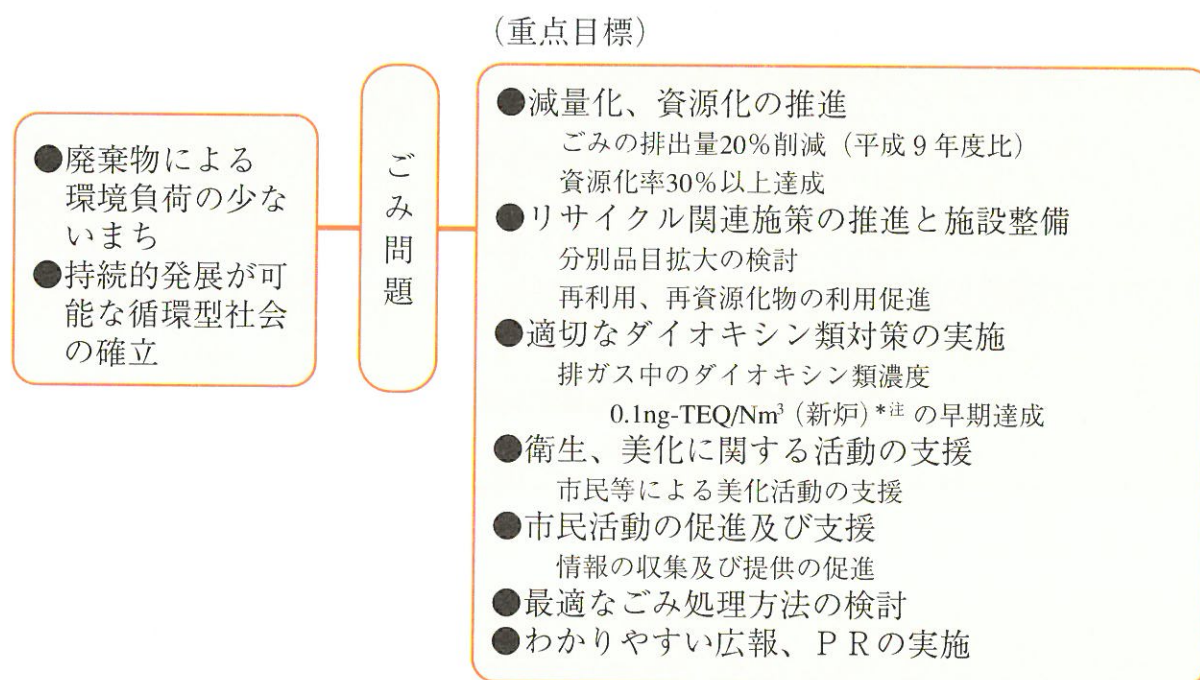 (重点目標)
●廃棄物による
環境負荷の少な
いまち
●持続的発展が可
能な循環型社会
の確立
ごみ問題
●減量化、資源化の推進
ごみの排出量20%削減（平成９年度比）
資源化率30%以上達成
●リサイクル関連施策の推進と施設整備
分別品目拡大の検討
再利用、再資源化物の利用促進
●適切なダイオキシン類対策の実施
排ガス中のダイオキシン類濃度
0.1ng-TEQ/Nm³（新炉）*注 の早期達成
●衛生、美化に関する活動の支援
市民等による美化活動の支援
●市民活動の促進及び支援
情報の収集及び提供の促進
●最適なごみ処理方法の検討
●わかりやすい広報、ＰＲの実施